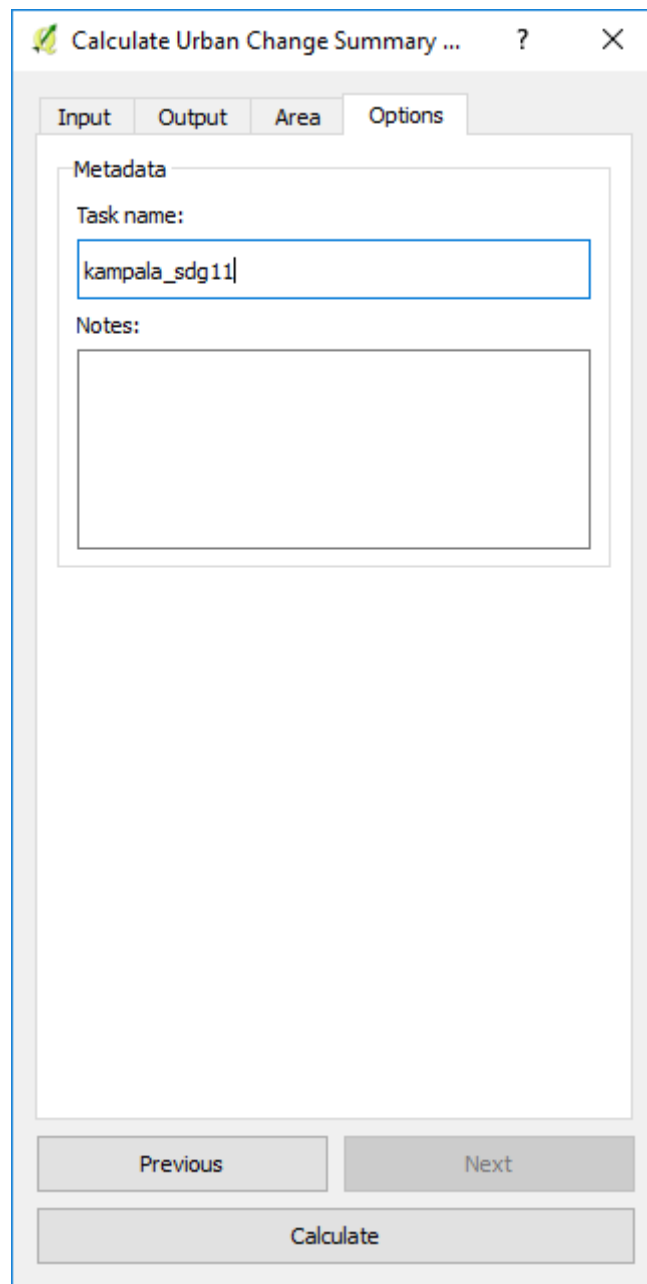 Calculate Urban Change Summary ... ?
Input Output Area Options
Metadata
Task name:
kampala_sdg11
Notes:
Previous Next
Calculate